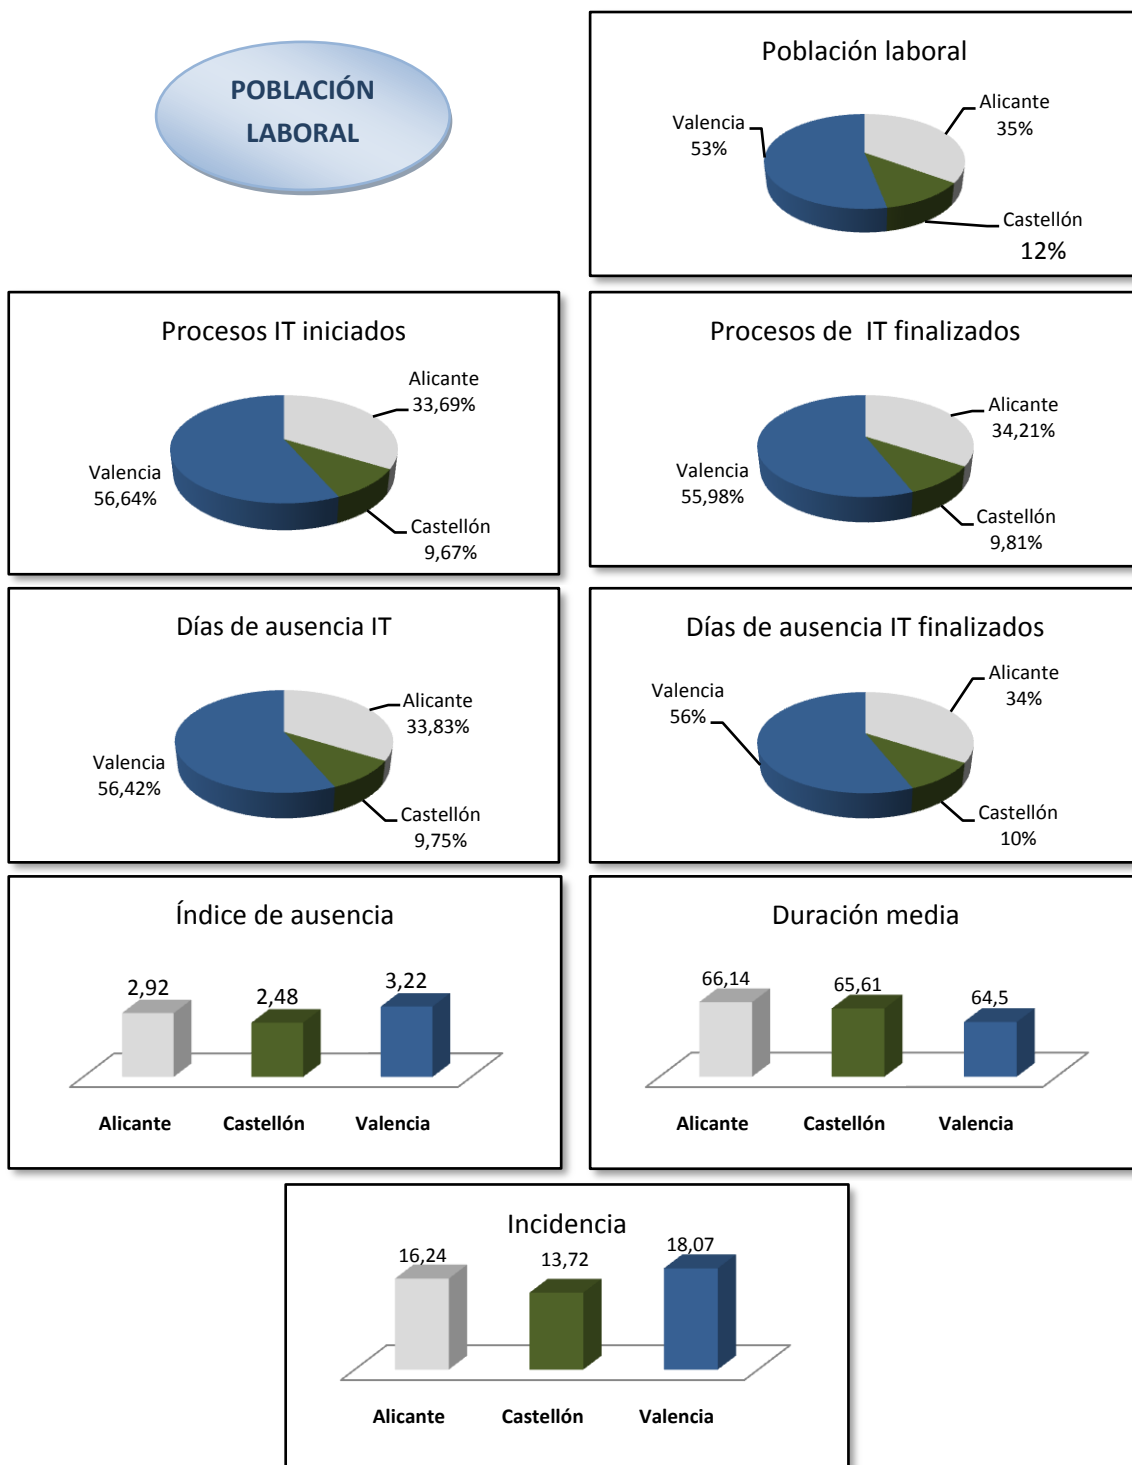 POBLACIÓN
LABORAL
Población laboral
Alicante
35%
Valencia
53%
Castellón
12%
Procesos IT iniciados
Alicante
33,69%
Valencia
56,64%
Castellón
9,67%
Procesos de  IT finalizados
Alicante
34,21%
Valencia
55,98%
Castellón
9,81%
Días de ausencia IT
Alicante
33,83%
Valencia
56,42%
Castellón
9,75%
Días de ausencia IT finalizados
Alicante
34%
Valencia
56%
Castellón
10%
Índice de ausencia
2,92 2,48 3,22
Alicante Castellón Valencia
Duración media
66,14 65,61 64,5
Alicante Castellón Valencia
Incidencia
16,24 13,72 18,07
Alicante Castellón Valencia